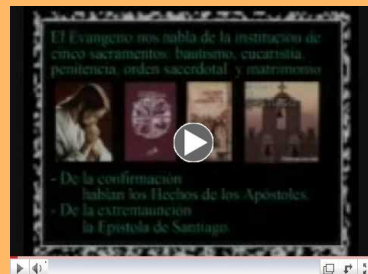 El Evangelio nos habla de la institución de
cinco sacramentos: bautismo, eucaristía,
penitencia, orden sacerdotal y matrimonio
- De la confirmación
hablan los Hechos de los Apóstoles.
- De la extremaunción
la Epístola de Santiago.